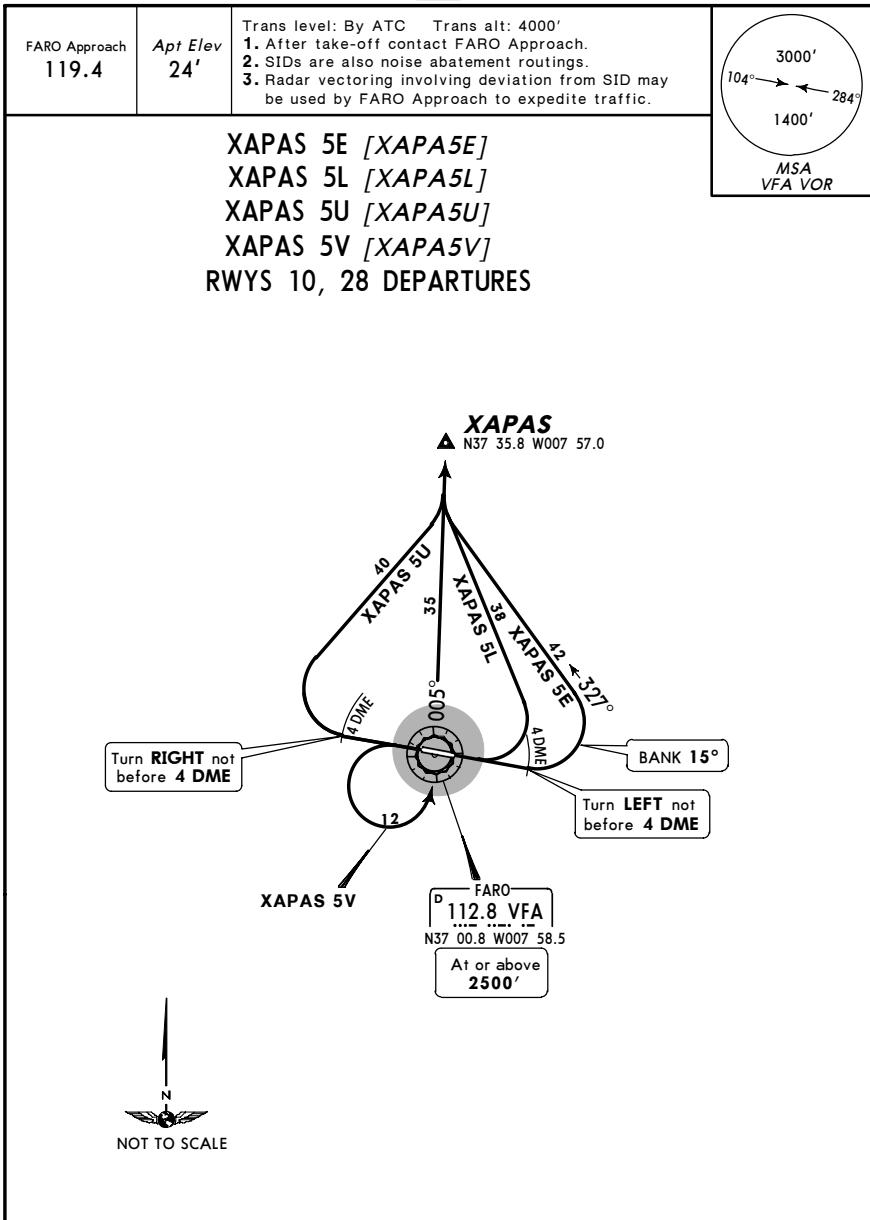 FARO Approach
119.4
Apt Elev
24'
Trans level: By ATC Trans alt: 4000'
1. After take-off contact FARO Approach.
2. SIDs are also noise abatement routings.
3. Radar vectoring involving deviation from SID may
be used by FARO Approach to expedite traffic.
3000'
104°
284°
1400'
MSA
VFA VOR
XAPAS 5E [XAPA5E]
XAPAS 5L [XAPA5L]
XAPAS 5U [XAPA5U]
XAPAS 5V [XAPA5V]
RWYS 10, 28 DEPARTURES
XAPAS
N37 35.8 W007 57.0
40
XAPAS 5U
35
005°
XAPAS 5L
38
XAPAS 5E
42
327°
4 DME
4 DME
Turn RIGHT not
before 4 DME
BANK 15°
Turn LEFT not
before 4 DME
12
XAPAS 5V
FARO
D 112.8 VFA
N37 00.8 W007 58.5
At or above
2500'
N
NOT TO SCALE